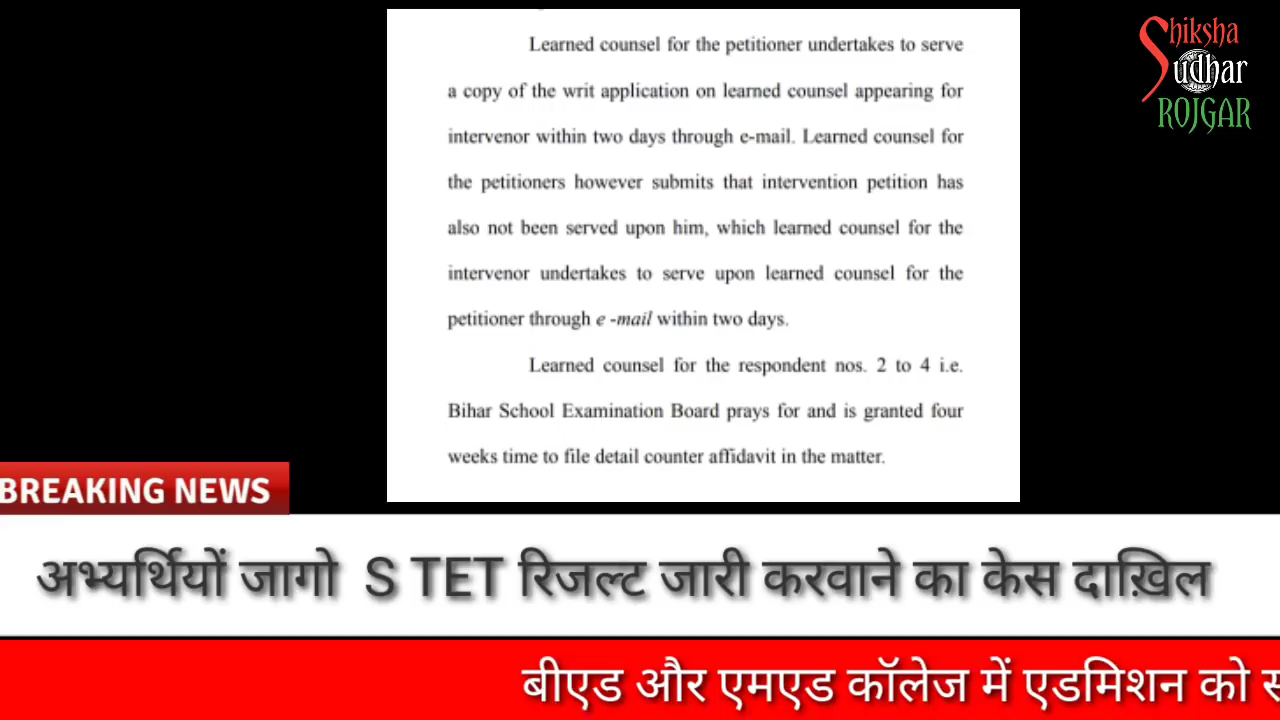 Learned counsel for the petitioner undertakes to serve
a copy of the writ application on learned counsel appearing for
intervenor within two days through e-mail. Learned counsel for
the petitioners however submits that intervention petition has
also not been served upon him, which learned counsel for the
intervenor undertakes to serve upon learned counsel for the
petitioner through e -mail within two days.
Learned counsel for the respondent nos. 2 to 4 i.e.
Bihar School Examination Board prays for and is granted four
weeks time to file detail counter affidavit in the matter.
Shiksha
Sudhar
ROJGAR
BREAKING NEWS
अभ्यर्थियों जागो S TET रिजल्ट जारी करवाने का केस दाख़िल
बीएड और एमएड कॉलेज में एडमिशन को